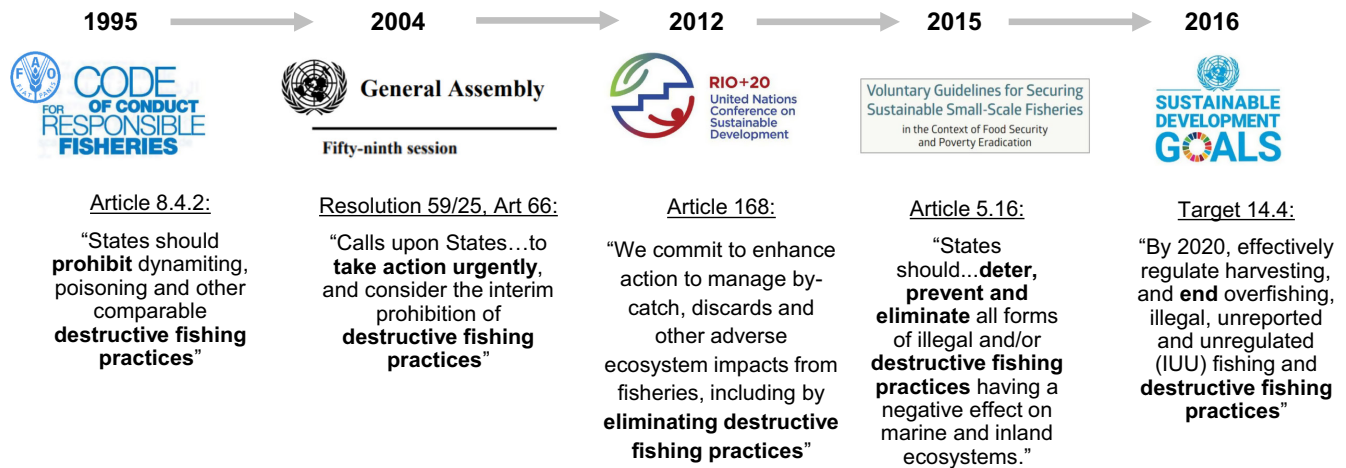 1995
2004
2012
2015
2016
FAO
FIAT PANIS
CODE
OF CONDUCT
FOR RESPONSIBLE
FISHERIES
General Assembly
Fifty-ninth session
RIO+20
United Nations
Conference on
Sustainable
Development
Voluntary Guidelines for Securing
Sustainable Small-Scale Fisheries
in the Context of Food Security
and Poverty Eradication
SUSTAINABLE
DEVELOPMENT
GOALS
Article 8.4.2:
“States should
prohibit dynamiting,
poisoning and other
comparable
destructive fishing
practices”
Resolution 59/25, Art 66:
“Calls upon States…to
take action urgently,
and consider the interim
prohibition of
destructive fishing
practices”
Article 168:
“We commit to enhance
action to manage by-
catch, discards and
other adverse
ecosystem impacts from
fisheries, including by
eliminating destructive
fishing practices”
Article 5.16:
“States
should...deter,
prevent and
eliminate all forms
of illegal and/or
destructive fishing
practices having a
negative effect on
marine and inland
ecosystems.”
Target 14.4:
“By 2020, effectively
regulate harvesting,
and end overfishing,
illegal, unreported
and unregulated
(IUU) fishing and
destructive fishing
practices”